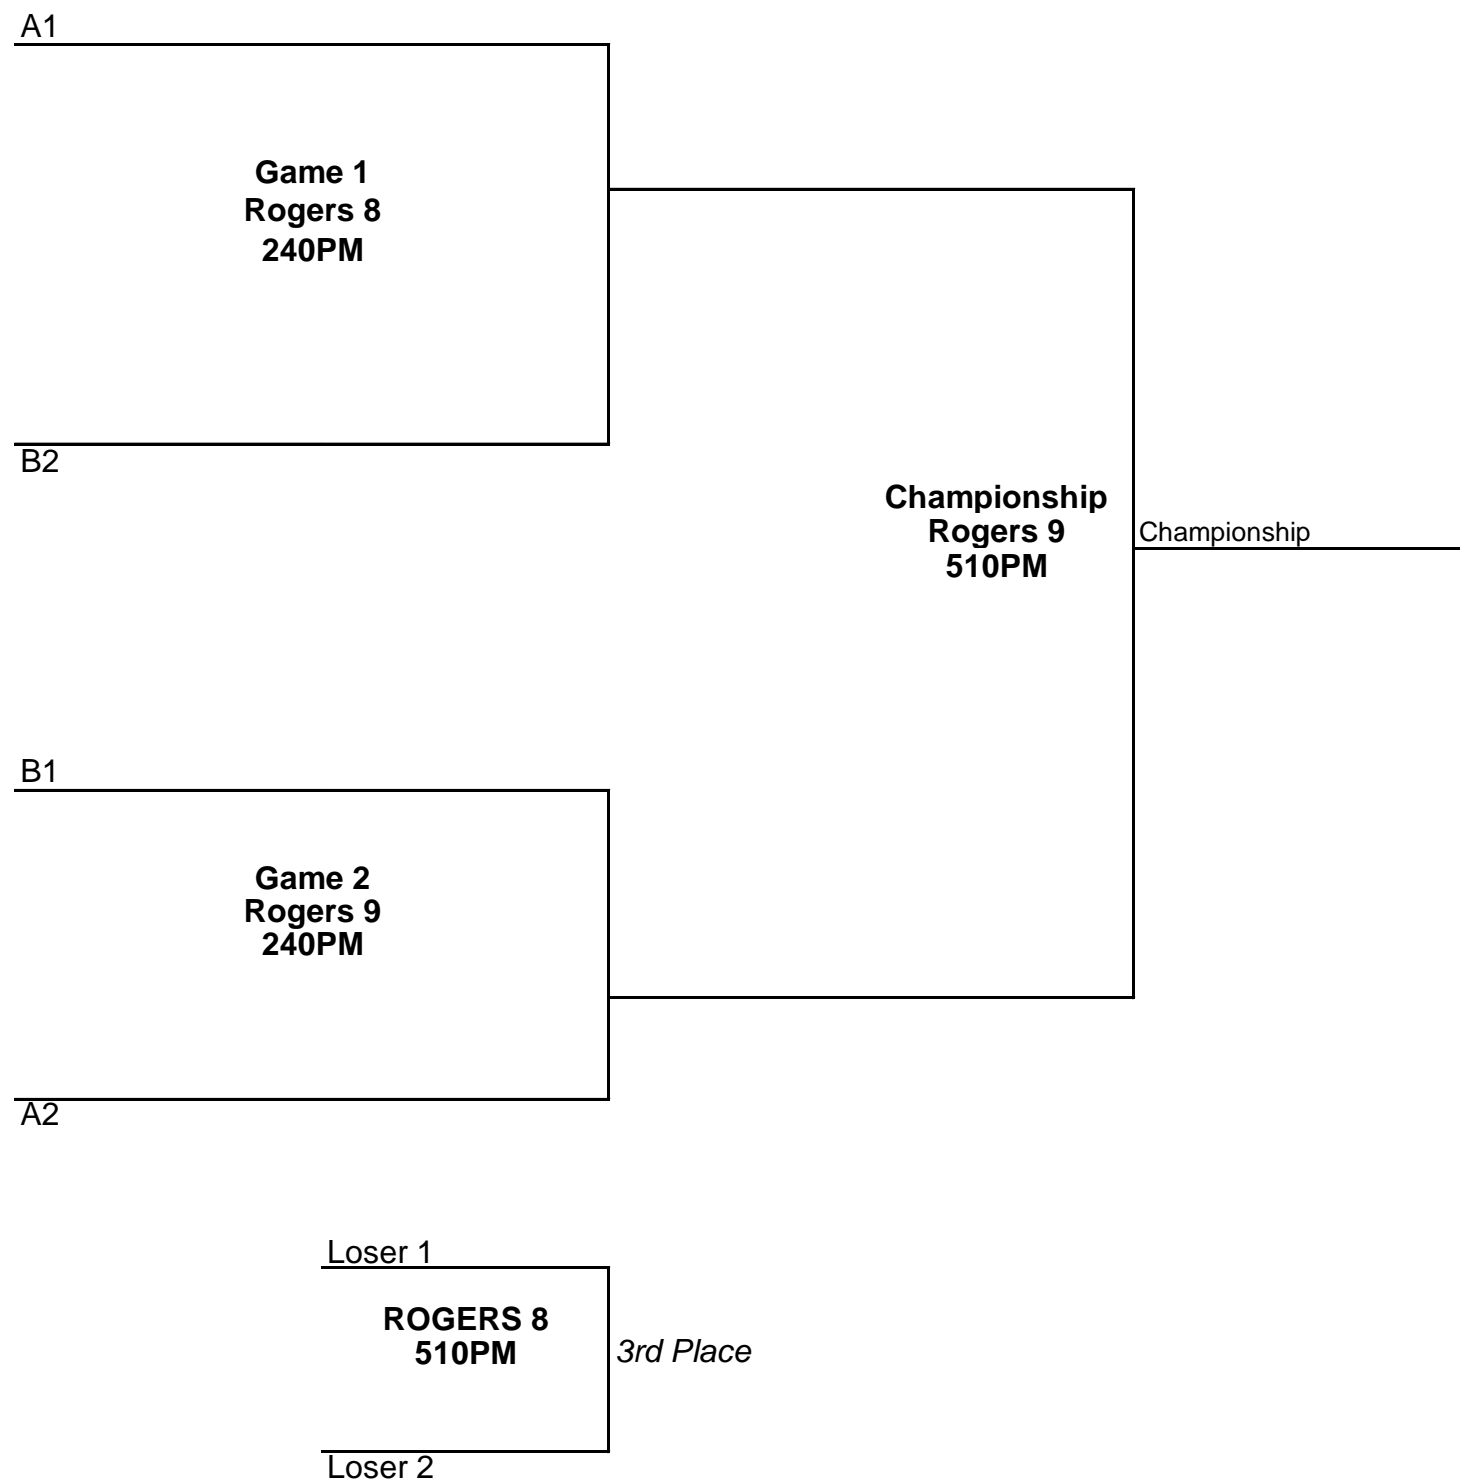 A1
Game 1
Rogers 8
240PM
B2
Championship
Rogers 9
510PM
Championship
B1
Game 2
Rogers 9
240PM
A2
Loser 1
ROGERS 8
510PM
3rd Place
Loser 2